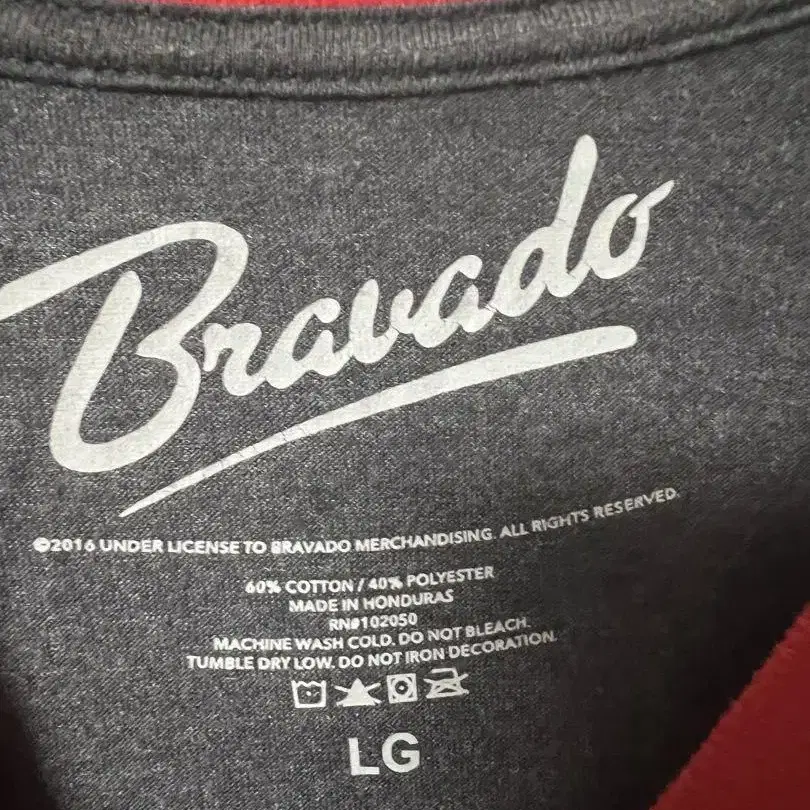 Bravado
©2016 UNDER LICENSE TO BRAVADO MERCHANDISING. ALL RIGHTS RESERVED.
60% COTTON / 40% POLYESTER
MADE IN HONDURAS
RN#102050
MACHINE WASH COLD. DO NOT BLEACH.
TUMBLE DRY LOW. DO NOT IRON DECORATION.
LG